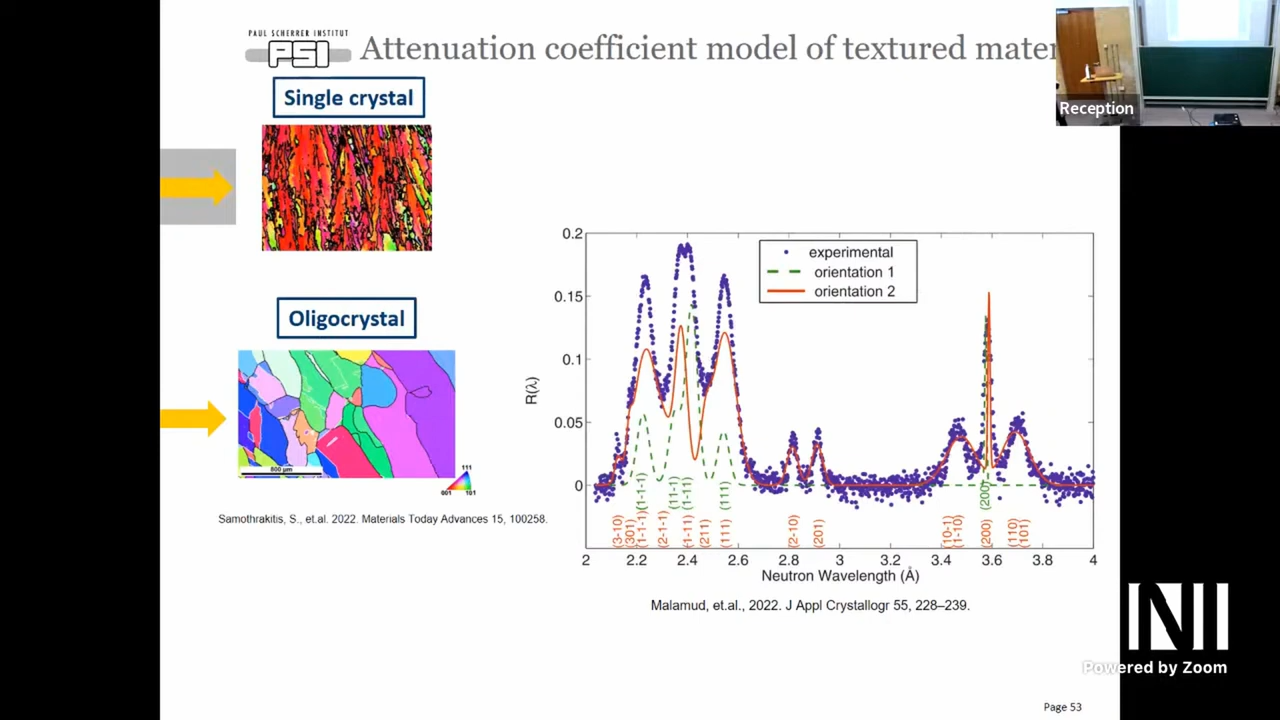 PAUL SCHERRER INSTITUT
PSI
Attenuation coefficient model of textured mater
Reception
Single crystal
Oligocrystal
800 µm
111
001 101
Samothrakitis, S., et.al. 2022. Materials Today Advances 15, 100258.
experimental
orientation 1
orientation 2
0.2
0.15
0.1
0.05
0
R(λ)
(1-1-1)
(11-1)
(1-11)
(111)
(200)
(3-10)
(301)
(1-1-1)
(2-1-1)
(1-11)
(211)
(111)
(2-10)
(201)
(10-1)
(1-10)
(200)
(110)
(101)
2 2.2 2.4 2.6 2.8 3 3.2 3.4 3.6 3.8 4
Neutron Wavelength (Å)
Malamud, et.al., 2022. J Appl Crystallogr 55, 228–239.
Powered by Zoom
Page 53